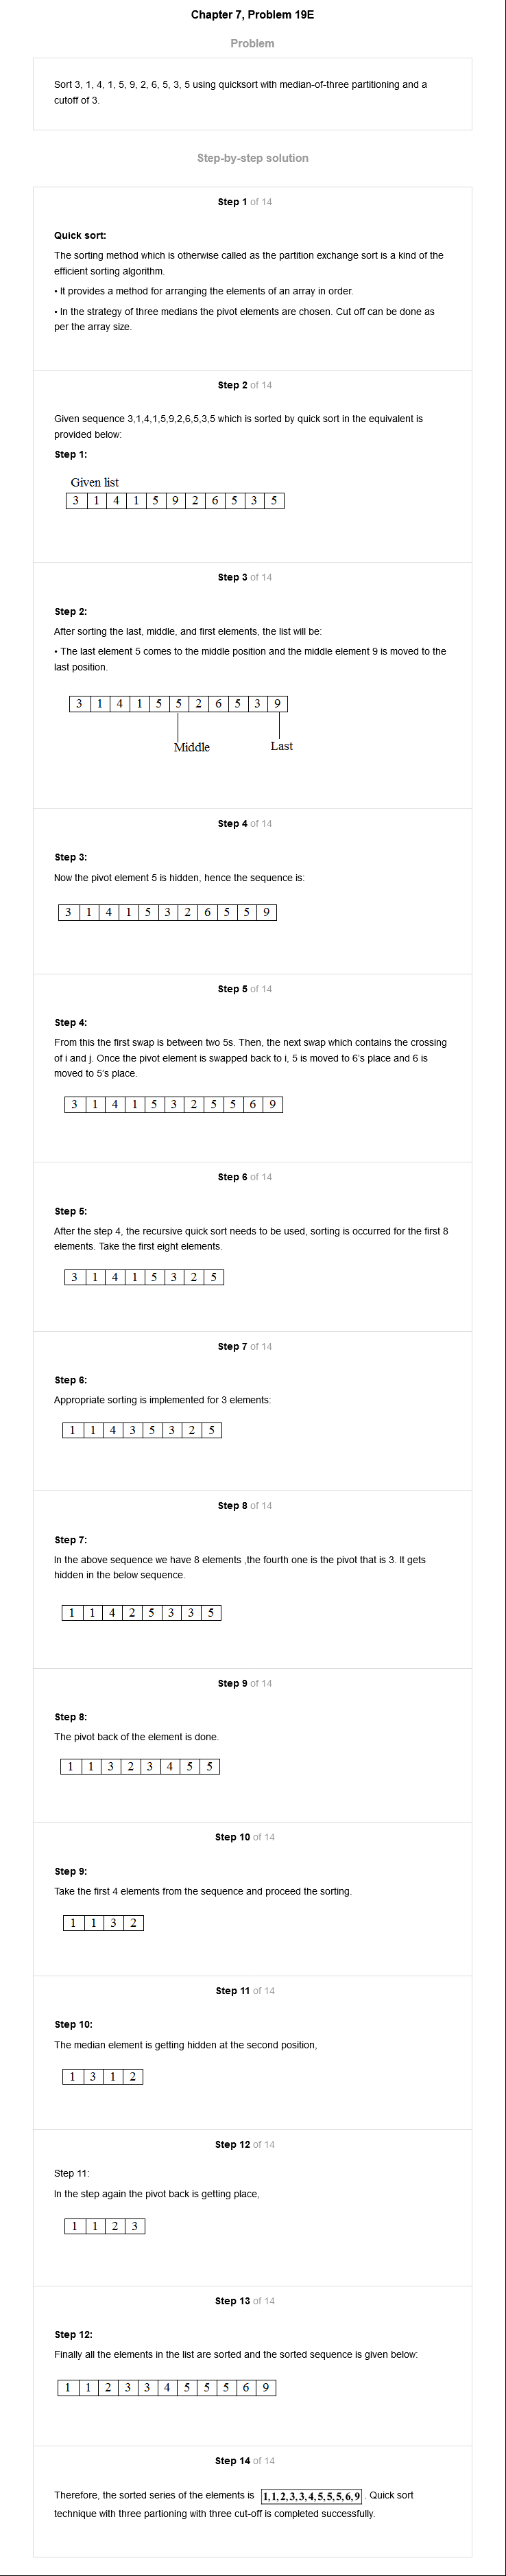 Chapter 7, Problem 19E
Problem
Sort 3, 1, 4, 1, 5, 9, 2, 6, 5, 3, 5 using quicksort with median-of-three partitioning and a
cutoff of 3.
Step-by-step solution
Step 1 of 14
Quick sort:
The sorting method which is otherwise called as the partition exchange sort is a kind of the
efficient sorting algorithm.
• It provides a method for arranging the elements of an array in order.
• In the strategy of three medians the pivot elements are chosen. Cut off can be done as
per the array size.
Step 2 of 14
Given sequence 3,1,4,1,5,9,2,6,5,3,5 which is sorted by quick sort in the equivalent is
provided below:
Step 1:
Given list
3 1 4 1 5 9 2 6 5 3 5
Step 3 of 14
Step 2:
After sorting the last, middle, and first elements, the list will be:
• The last element 5 comes to the middle position and the middle element 9 is moved to the
last position.
3 1 4 1 5 5 2 6 5 3 9
Middle Last
Step 4 of 14
Step 3:
Now the pivot element 5 is hidden, hence the sequence is:
3 1 4 1 5 3 2 6 5 5 9
Step 5 of 14
Step 4:
From this the first swap is between two 5s. Then, the next swap which contains the crossing
of i and j. Once the pivot element is swapped back to i, 5 is moved to 6's place and 6 is
moved to 5's place.
3 1 4 1 5 3 2 5 5 6 9
Step 6 of 14
Step 5:
After the step 4, the recursive quick sort needs to be used, sorting is occurred for the first 8
elements. Take the first eight elements.
3 1 4 1 5 3 2 5
Step 7 of 14
Step 6:
Appropriate sorting is implemented for 3 elements:
1 1 4 3 5 3 2 5
Step 8 of 14
Step 7:
In the above sequence we have 8 elements ,the fourth one is the pivot that is 3. It gets
hidden in the below sequence.
1 1 4 2 5 3 3 5
Step 9 of 14
Step 8:
The pivot back of the element is done.
1 1 3 2 3 4 5 5
Step 10 of 14
Step 9:
Take the first 4 elements from the sequence and proceed the sorting.
1 1 3 2
Step 11 of 14
Step 10:
The median element is getting hidden at the second position,
1 3 1 2
Step 12 of 14
Step 11:
In the step again the pivot back is getting place,
1 1 2 3
Step 13 of 14
Step 12:
Finally all the elements in the list are sorted and the sorted sequence is given below:
1 1 2 3 3 4 5 5 5 6 9
Step 14 of 14
Therefore, the sorted series of the elements is 1,1,2,3,3,4,5,5,5,6,9 . Quick sort
technique with three partioning with three cut-off is completed successfully.